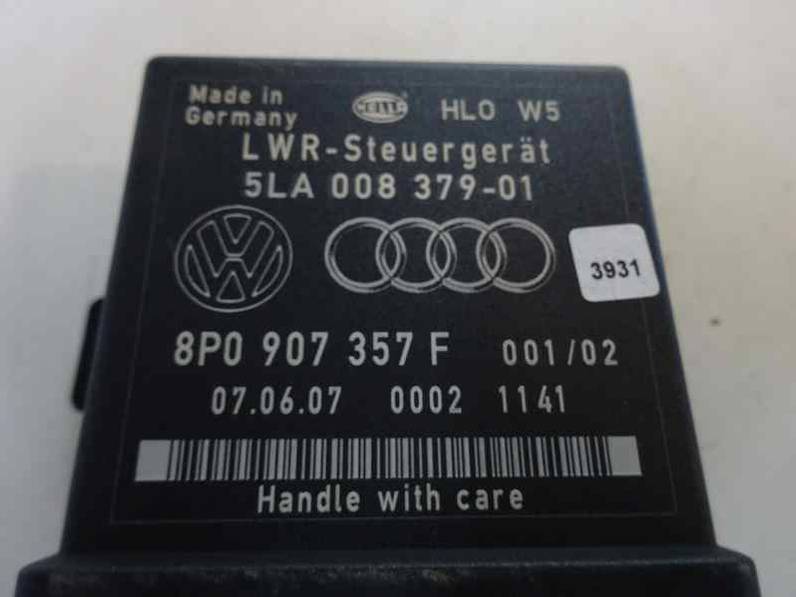 Made in
Germany
HELLA HLO W5
LWR-Steuergerät
5LA 008 379-01
3931
8P0 907 357 F 001/02
07.06.07 0002 1141
Handle with care